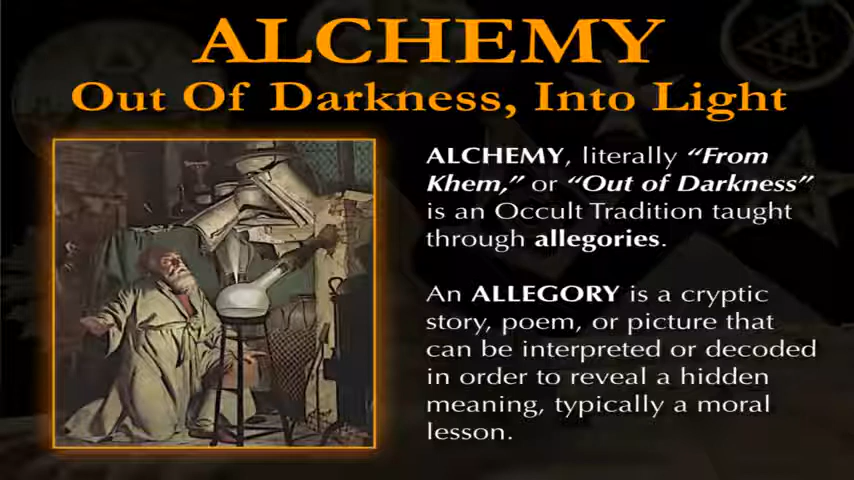 ALCHEMY
Out Of Darkness, Into Light
ALCHEMY, literally “From
Khem,” or “Out of Darkness”
is an Occult Tradition taught
through allegories.
An ALLEGORY is a cryptic
story, poem, or picture that
can be interpreted or decoded
in order to reveal a hidden
meaning, typically a moral
lesson.